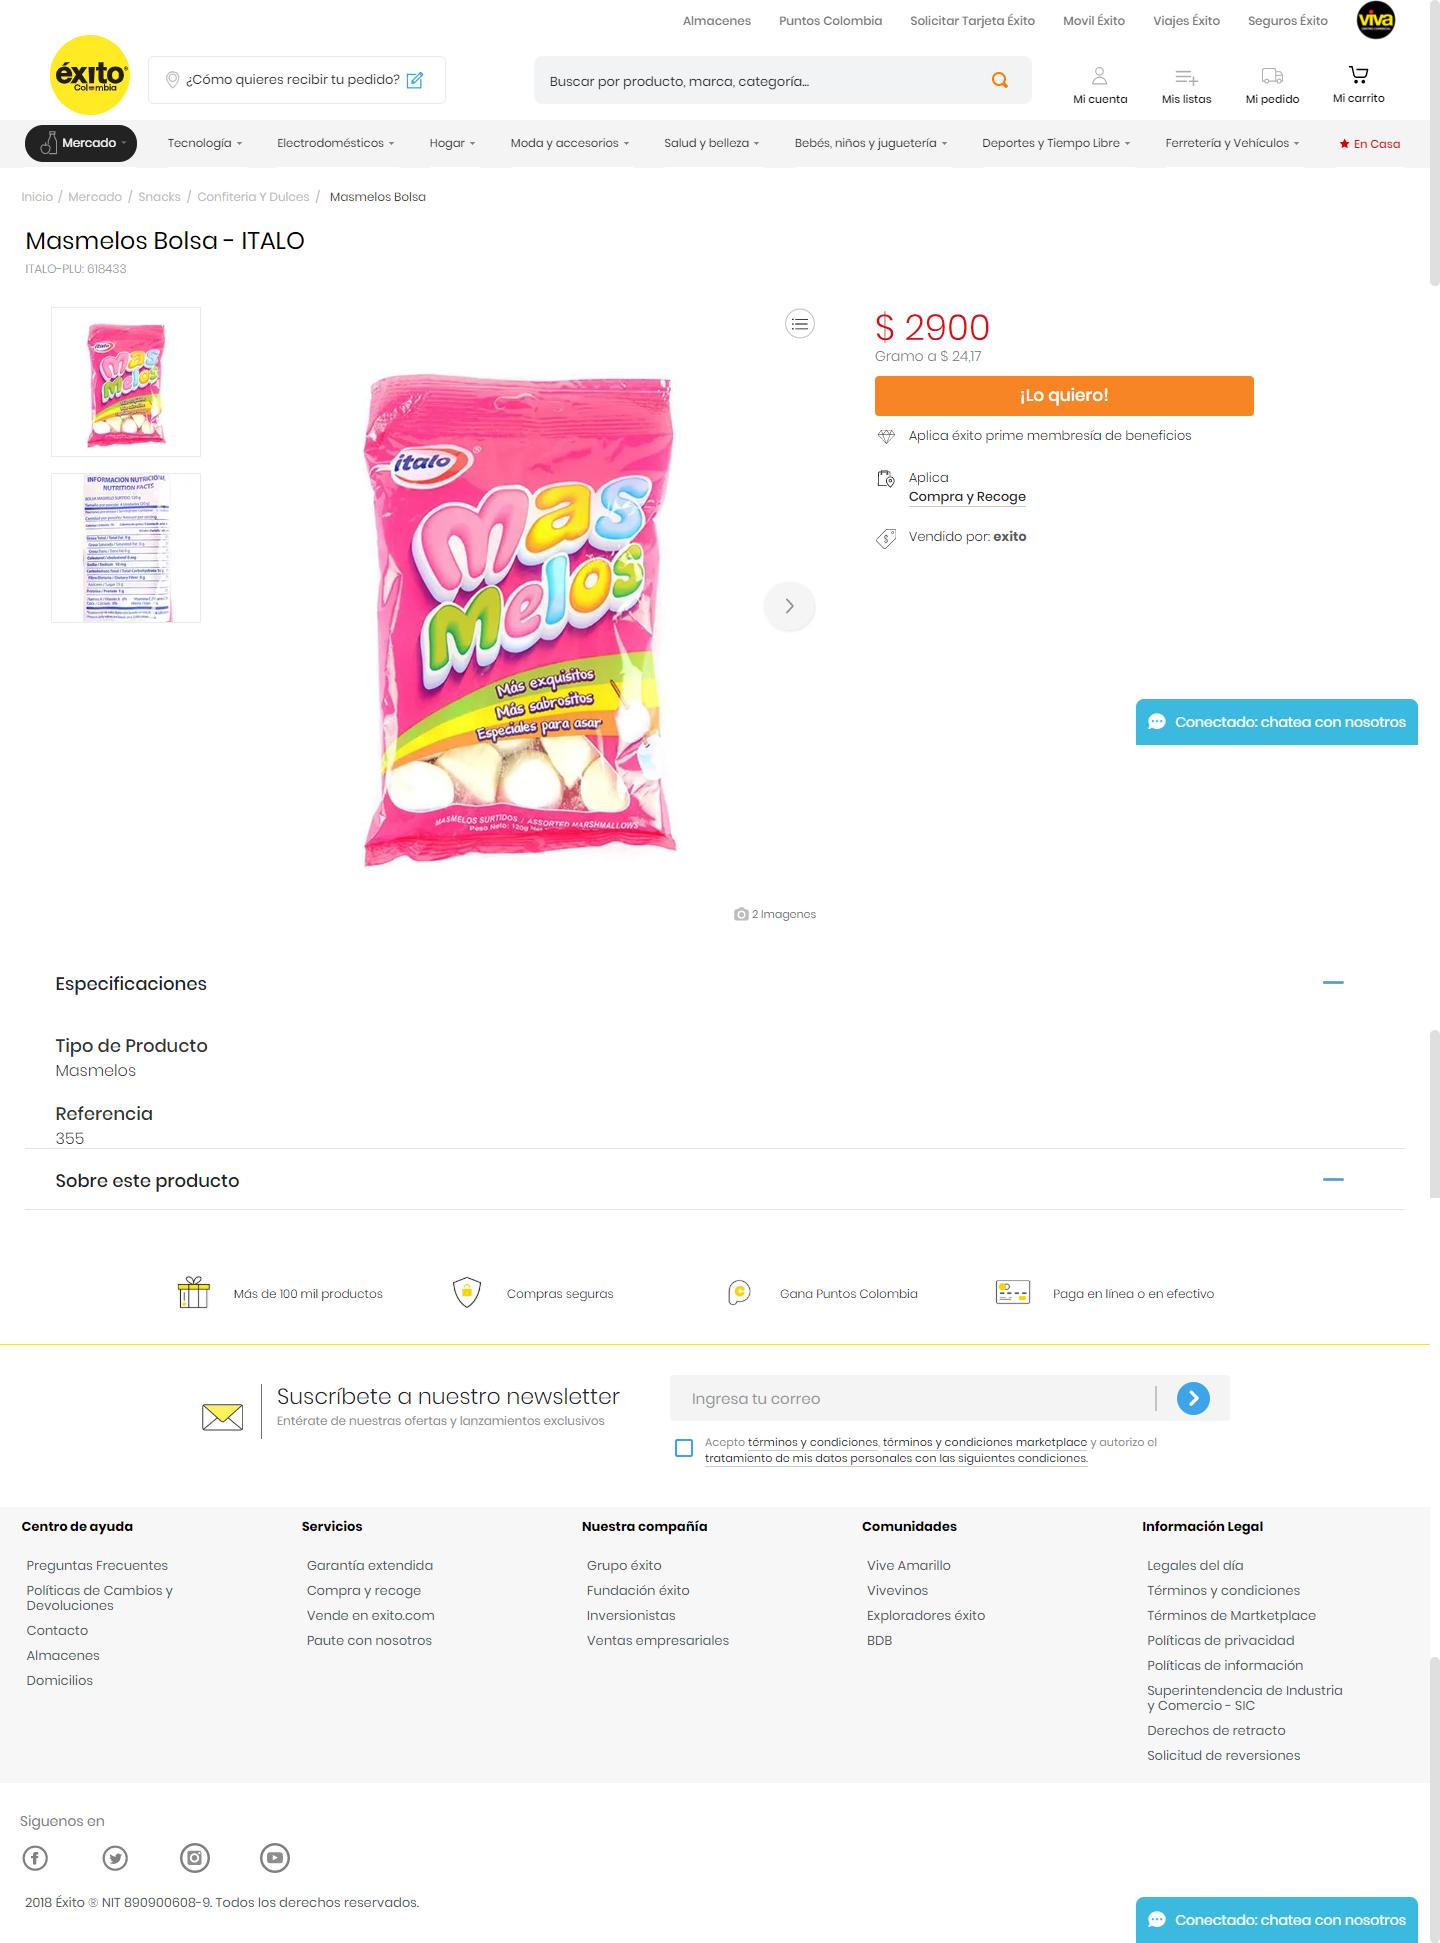 Almacenes Puntos Colombia Solicitar Tarjeta Éxito Movil Éxito Viajes Éxito Seguros Éxito viva
éxito
Colombia
¿Cómo quieres recibir tu pedido?
Buscar por producto, marca, categoría...
Mi cuenta Mis listas Mi pedido Mi carrito
Mercado Tecnología Electrodomésticos Hogar Moda y accesorios Salud y belleza Bebés, niños y juguetería Deportes y Tiempo Libre Ferretería y Vehículos En Casa
Inicio / Mercado / Snacks / Confiteria Y Dulces / Masmelos Bolsa
Masmelos Bolsa - ITALO
ITALO-PLU: 618433
italo
Mas
Melos
INFORMACION NUTRICIONAL
NUTRITION FACTS
italo®
Mas
Melos
Más exquisitos
Más sabrositos
Especiales para asar
MASMELOS SURTIDOS / ASSORTED MARSHMALLOWS
Peso Neto: 120g
2 Imagenes
$ 2900
Gramo a $ 24,17
¡Lo quiero!
Aplica éxito prime membresía de beneficios
Aplica
Compra y Recoge
Vendido por: exito
Conectado: chatea con nosotros
Especificaciones
Tipo de Producto
Masmelos
Referencia
355
Sobre este producto
Más de 100 mil productos Compras seguras Gana Puntos Colombia Paga en línea o en efectivo
Suscríbete a nuestro newsletter
Entérate de nuestras ofertas y lanzamientos exclusivos
Ingresa tu correo
Acepto términos y condiciones, términos y condiciones marketplace y autorizo el
tratamiento de mis datos personales con las siguientes condiciones.
Centro de ayuda
Preguntas Frecuentes
Políticas de Cambios y
Devoluciones
Contacto
Almacenes
Domicilios
Servicios
Garantía extendida
Compra y recoge
Vende en exito.com
Paute con nosotros
Nuestra compañía
Grupo éxito
Fundación éxito
Inversionistas
Ventas empresariales
Comunidades
Vive Amarillo
Vivevinos
Exploradores éxito
BDB
Información Legal
Legales del día
Términos y condiciones
Términos de Martketplace
Políticas de privacidad
Políticas de información
Superintendencia de Industria
y Comercio - SIC
Derechos de retracto
Solicitud de reversiones
Siguenos en
2018 Éxito ® NIT 890900608-9. Todos los derechos reservados.
Conectado: chatea con nosotros